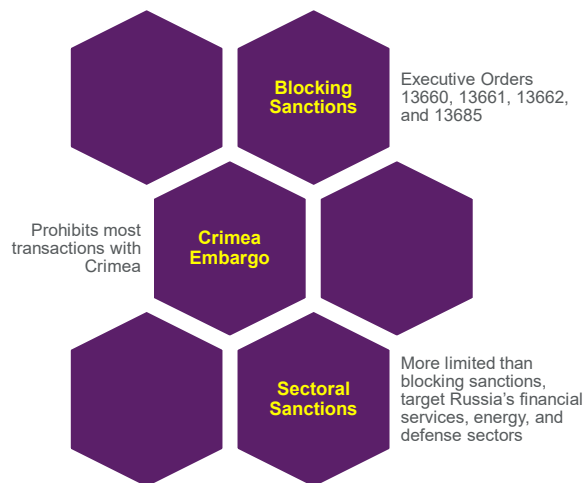 Blocking
Sanctions
Executive Orders
13660, 13661, 13662,
and 13685
Prohibits most
transactions with
Crimea
Crimea
Embargo
Sectoral
Sanctions
More limited than
blocking sanctions,
target Russia’s financial
services, energy, and
defense sectors